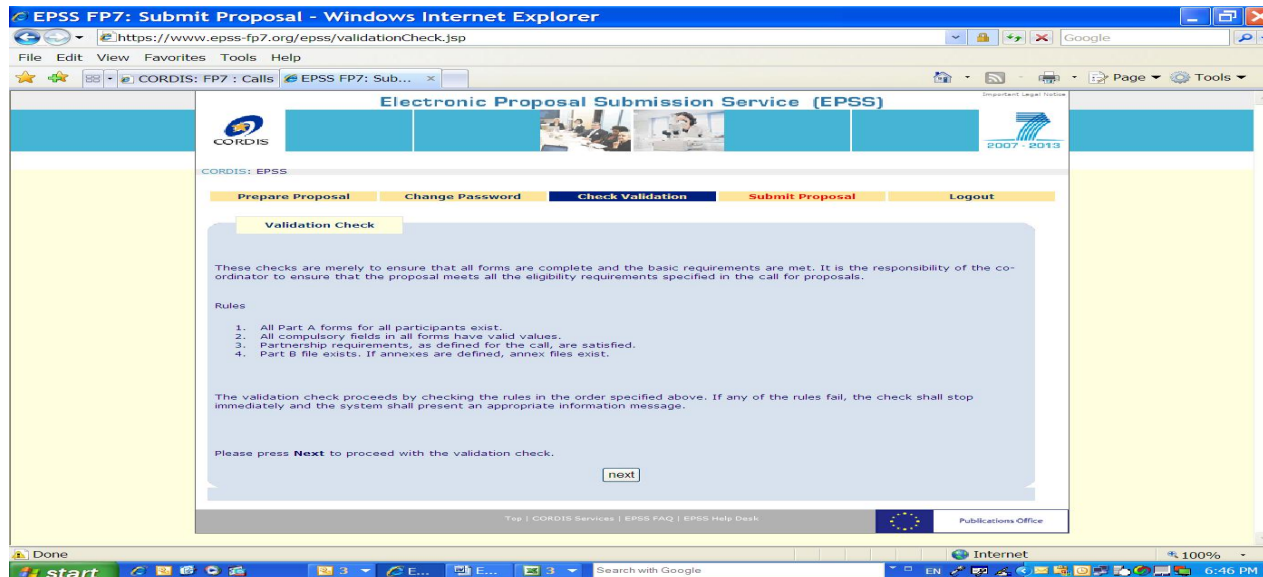 EPSS FP7: Submit Proposal - Windows Internet Explorer
https://www.epss-fp7.org/epss/validationCheck.jsp
Google
File Edit View Favorites Tools Help
CORDIS: FP7 : Calls
EPSS FP7: Sub...
Page
Tools
Electronic Proposal Submission Service (EPSS)
Important Legal Notice
CORDIS
2007 - 2013
CORDIS: EPSS
Prepare Proposal
Change Password
Check Validation
Submit Proposal
Logout
Validation Check
These checks are merely to ensure that all forms are complete and the basic requirements are met. It is the responsibility of the co-
ordinator to ensure that the proposal meets all the eligibility requirements specified in the call for proposals.
Rules
1. All Part A forms for all participants exist.
2. All compulsory fields in all forms have valid values.
3. Partnership requirements, as defined for the call, are satisfied.
4. Part B file exists. If annexes are defined, annex files exist.
The validation check proceeds by checking the rules in the order specified above. If any of the rules fail, the check shall stop
immediately and the system shall present an appropriate information message.
Please press Next to proceed with the validation check.
next
Top | CORDIS Services | EPSS FAQ | EPSS Help Desk
Publications Office
Done
Internet
100%
start
3
E...
E...
3
Search with Google
EN
6:46 PM